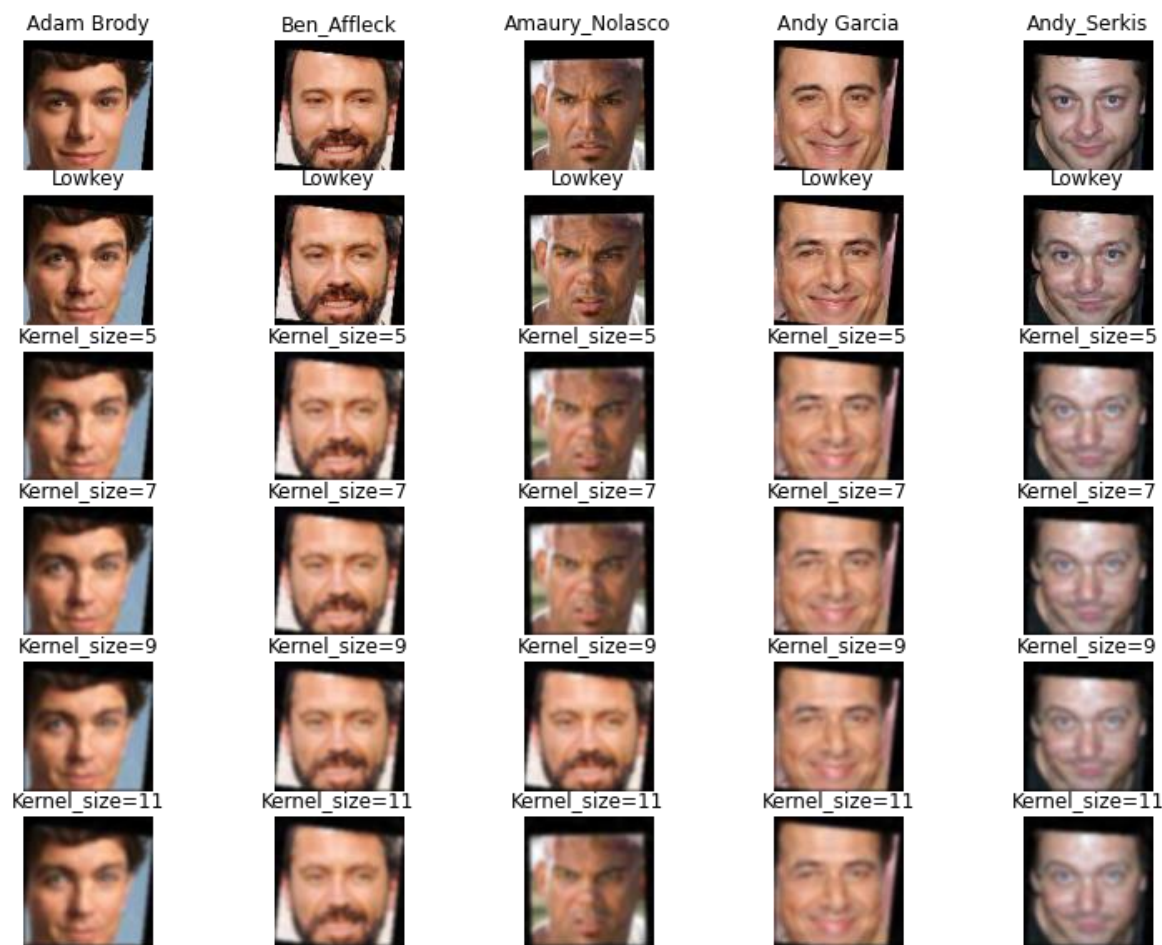 Adam Brody Ben_Affleck Amaury_Nolasco Andy Garcia Andy_Serkis
Lowkey Lowkey Lowkey Lowkey Lowkey
Kernel_size=5 Kernel_size=5 Kernel_size=5 Kernel_size=5 Kernel_size=5
Kernel_size=7 Kernel_size=7 Kernel_size=7 Kernel_size=7 Kernel_size=7
Kernel_size=9 Kernel_size=9 Kernel_size=9 Kernel_size=9 Kernel_size=9
Kernel_size=11 Kernel_size=11 Kernel_size=11 Kernel_size=11 Kernel_size=11